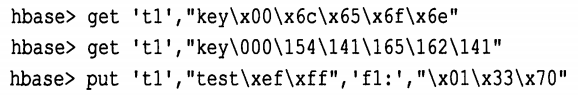 hbase> get 't1',"key\x00\x6c\x65\x6f\x6e"
hbase> get 't1',"key\000\154\141\165\162\141"
hbase> put 't1',"test\xef\xff",'f1:',"\x01\x33\x70"